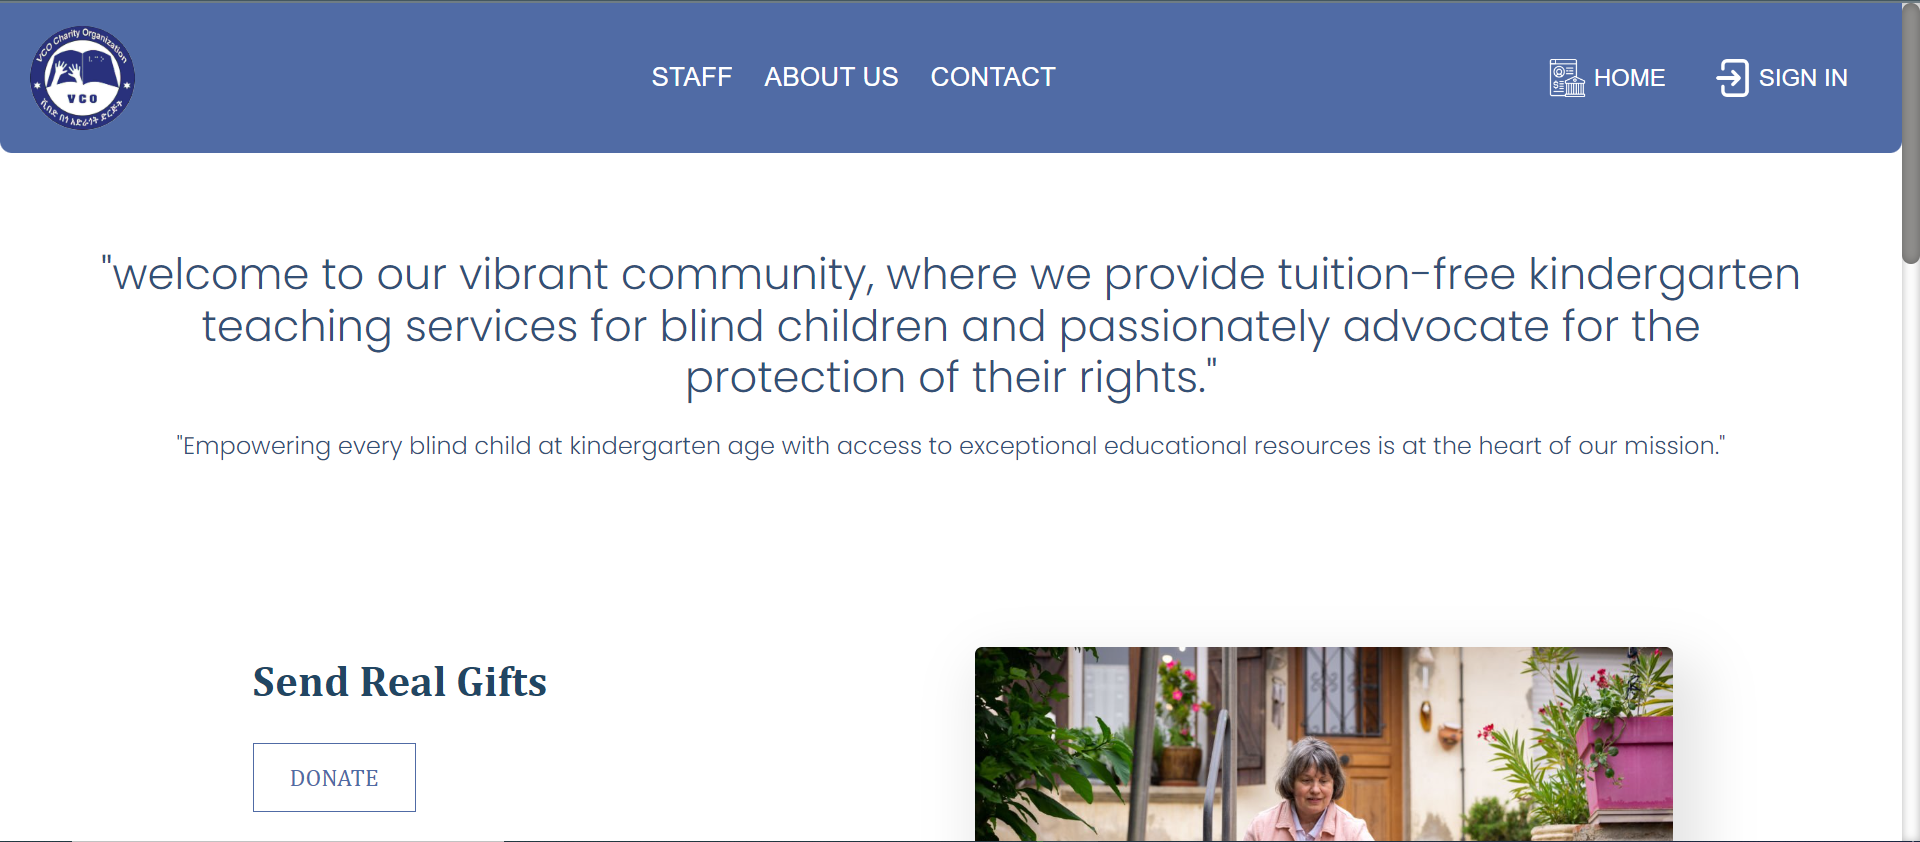 VCO Charity Organization
VCO
STAFF ABOUT US CONTACT
HOME
SIGN IN
"welcome to our vibrant community, where we provide tuition-free kindergarten
teaching services for blind children and passionately advocate for the
protection of their rights."
"Empowering every blind child at kindergarten age with access to exceptional educational resources is at the heart of our mission."
Send Real Gifts
DONATE